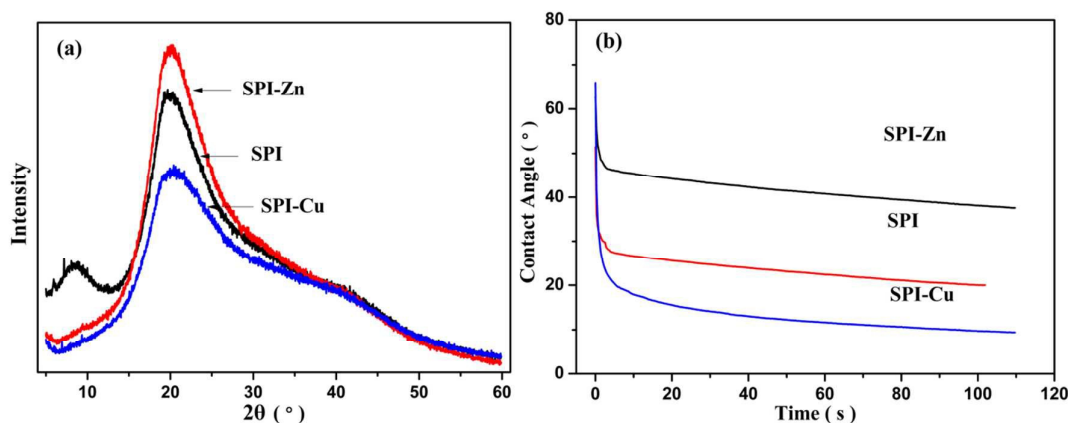 (a)
SPI-Zn
SPI
SPI-Cu
Intensity
10
20
30
40
50
60
2θ ( ° )
(b)
80
60
40
20
0
SPI-Zn
SPI
SPI-Cu
Contact Angle ( ° )
0
20
40
60
80
100
120
Time ( s )